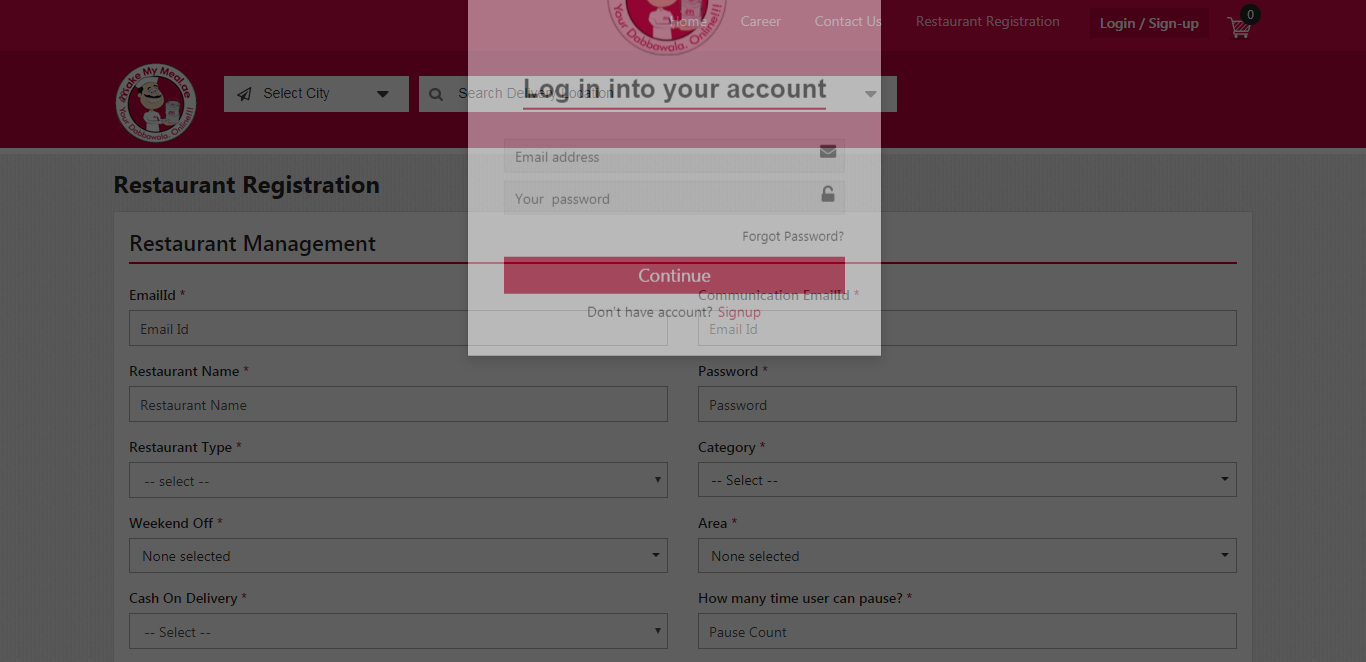 Your Dabbawala, Online!!!
Home Career Contact Us Restaurant Registration Login / Sign-up 0
Make My Meal.ae
Your Dabbawala, Online!!!
Select City
Search Delivery Location
Log in into your account
Email address
Your password
Forgot Password?
Continue
Don't have account? Signup
Restaurant Registration
Restaurant Management
EmailId *
Communication EmailId *
Email Id
Email Id
Restaurant Name *
Password *
Restaurant Name
Password
Restaurant Type *
Category *
-- select --
-- Select --
Weekend Off *
Area *
None selected
None selected
Cash On Delivery *
How many time user can pause? *
-- Select --
Pause Count